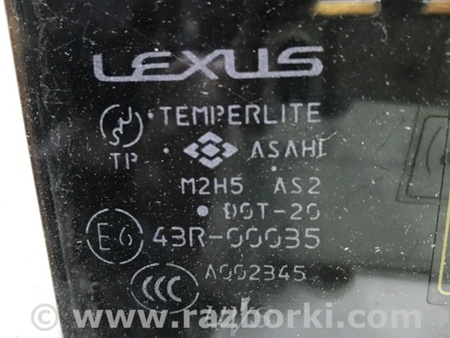 LEXUS
TEMPERLITE
TP
ASAHI
M2H5 AS2
DOT-20
E6 43R-00035
A002345
CCC
www.razborki.com